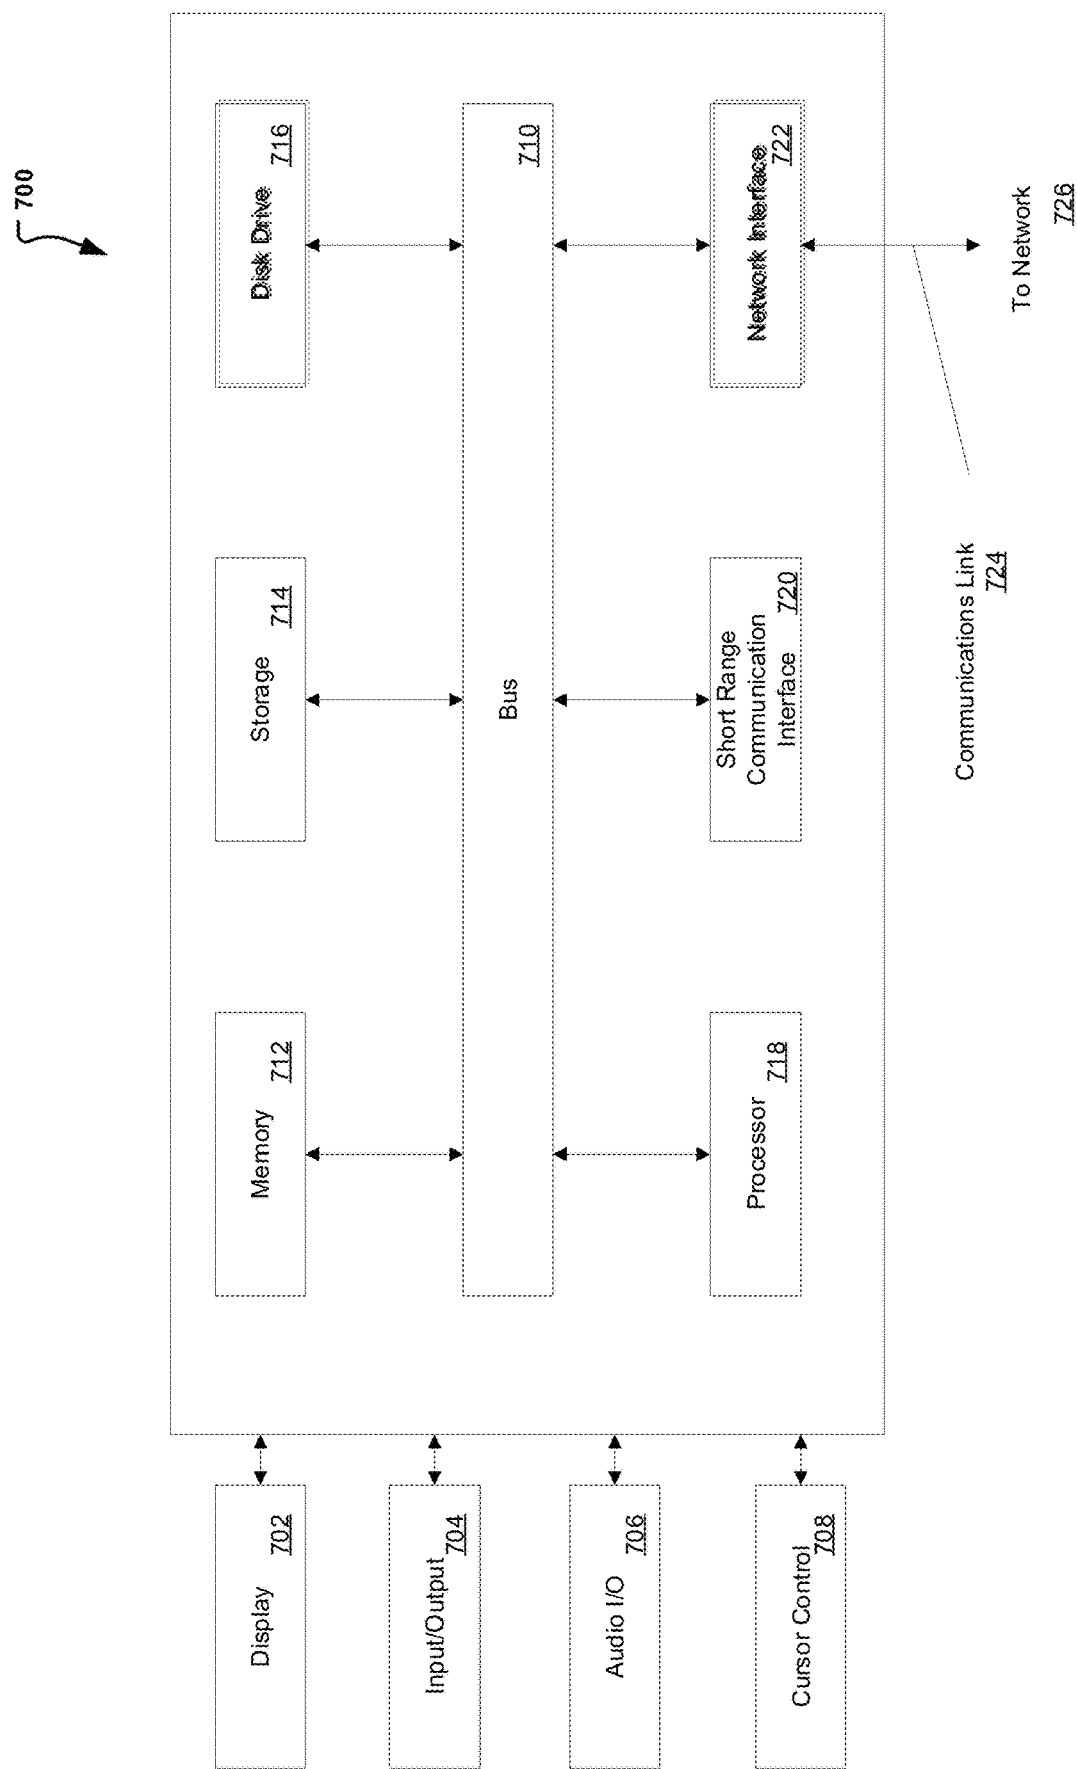 700
Display
702
Input/Output
704
Audio I/O
706
Cursor Control
708
Memory
712
Storage
714
Disk Drive
716
Bus
710
Processor
718
Short Range
Communication
Interface
720
Network Interface
722
Communications Link
724
To Network
726